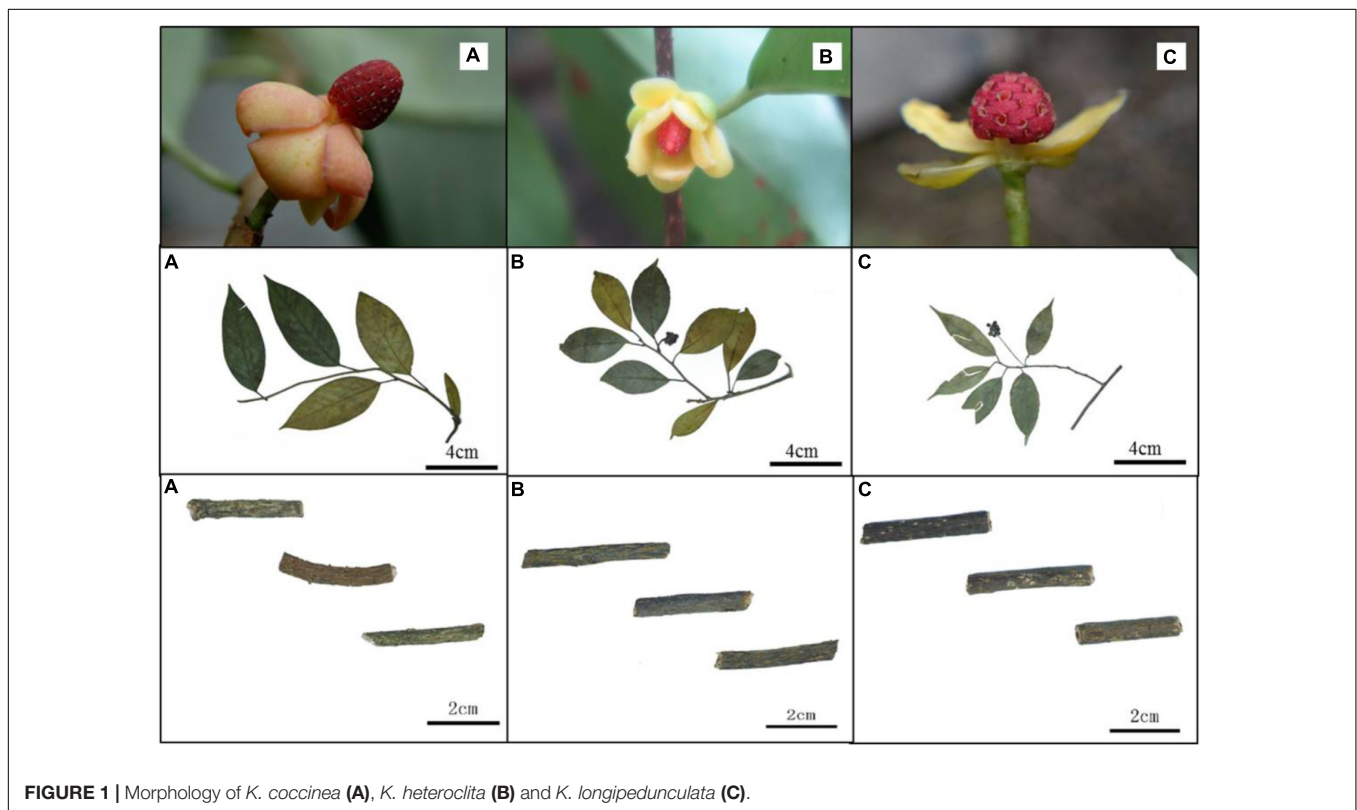 A
B
C
A
B
C
4cm
4cm
4cm
A
B
C
2cm
2cm
2cm
FIGURE 1 | Morphology of K. coccinea (A), K. heteroclita (B) and K. longipedunculata (C).